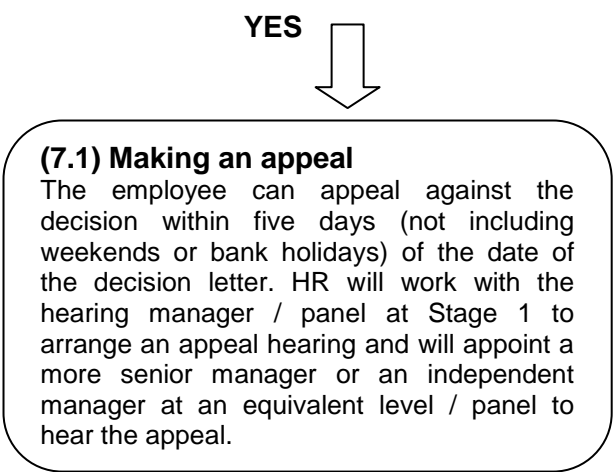 YES
(7.1) Making an appeal
The employee can appeal against the
decision within five days (not including
weekends or bank holidays) of the date of
the decision letter. HR will work with the
hearing manager / panel at Stage 1 to
arrange an appeal hearing and will appoint a
more senior manager or an independent
manager at an equivalent level / panel to
hear the appeal.